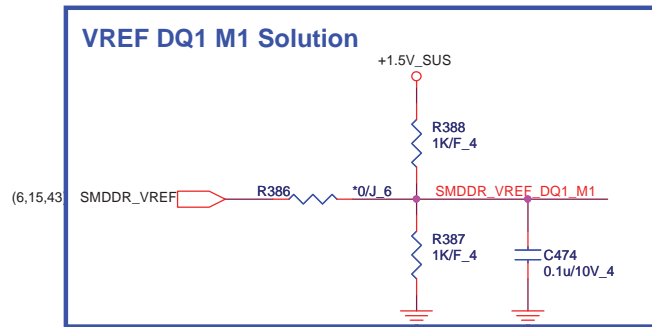 VREF DQ1 M1 Solution
+1.5V_SUS
R388
1K/F_4
(6,15,43) SMDDR_VREF R386 *0/J_6 SMDDR_VREF_DQ1_M1
R387
1K/F_4
C474
0.1u/10V_4